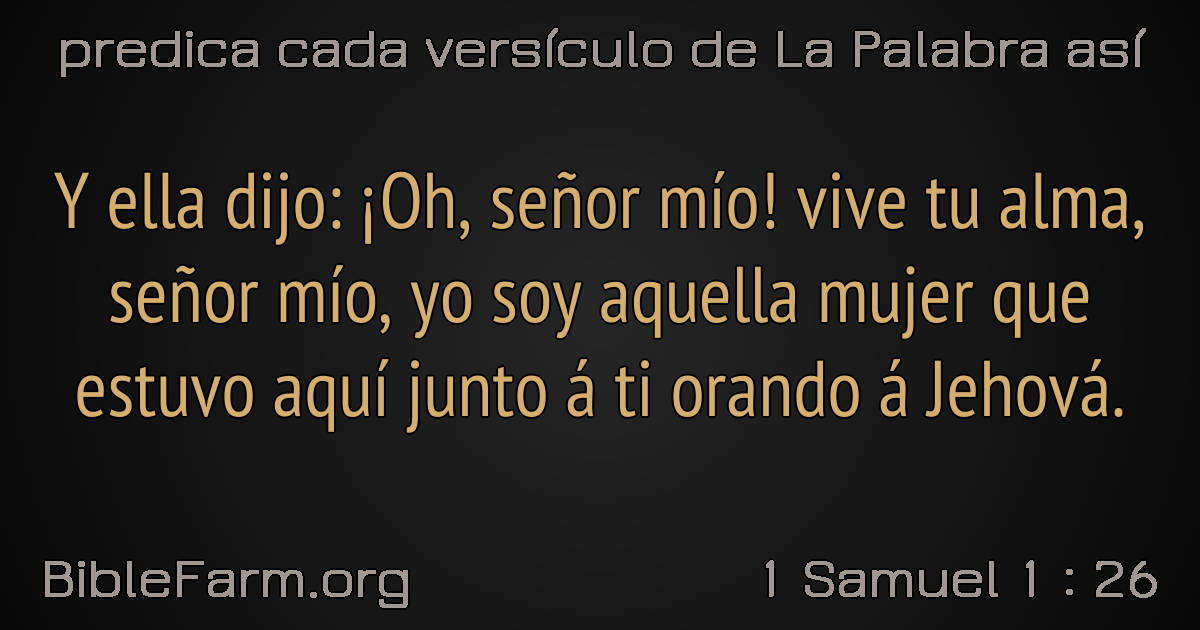 predica cada versículo de La Palabra así
Y ella dijo: ¡Oh, señor mío! vive tu alma,
señor mío, yo soy aquella mujer que
estuvo aquí junto á ti orando á Jehová.
BibleFarm.org
1 Samuel 1 : 26